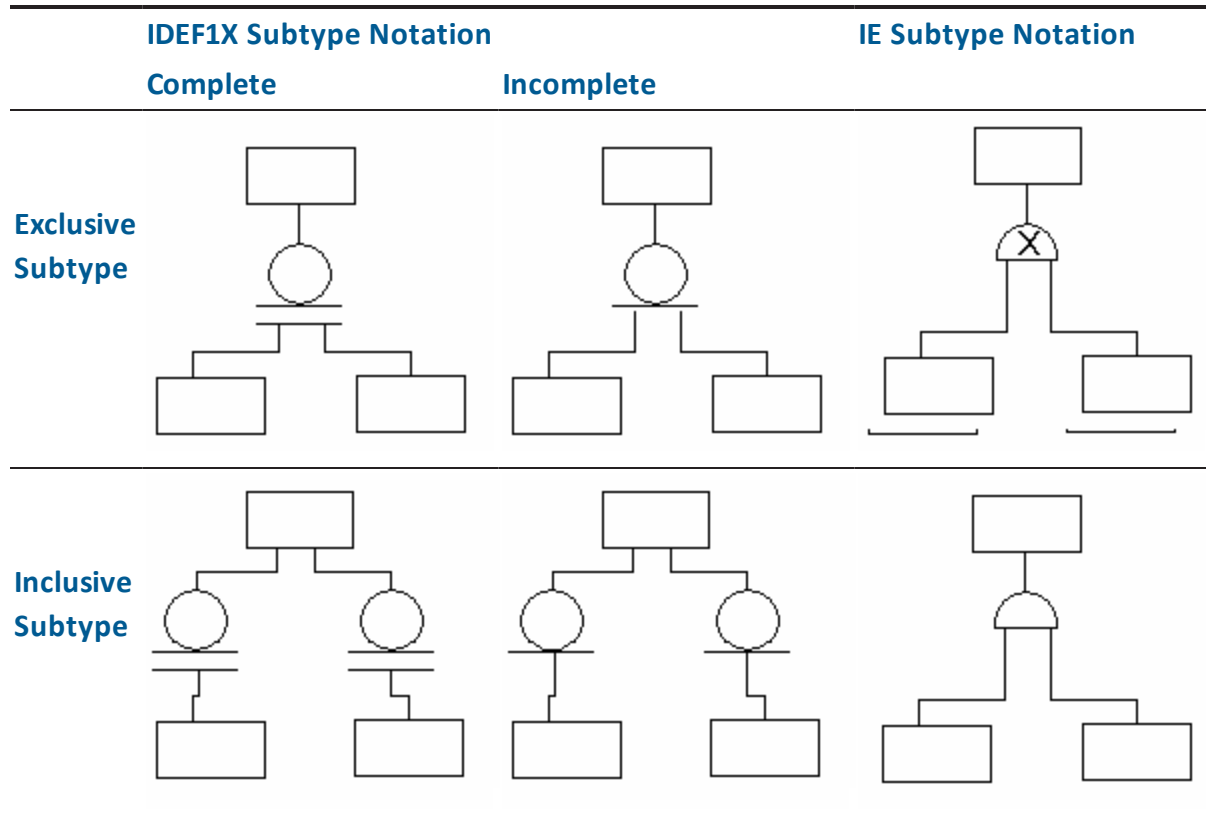 IDEF1X Subtype Notation
IE Subtype Notation
Complete
Incomplete
Exclusive
Subtype
X
Inclusive
Subtype